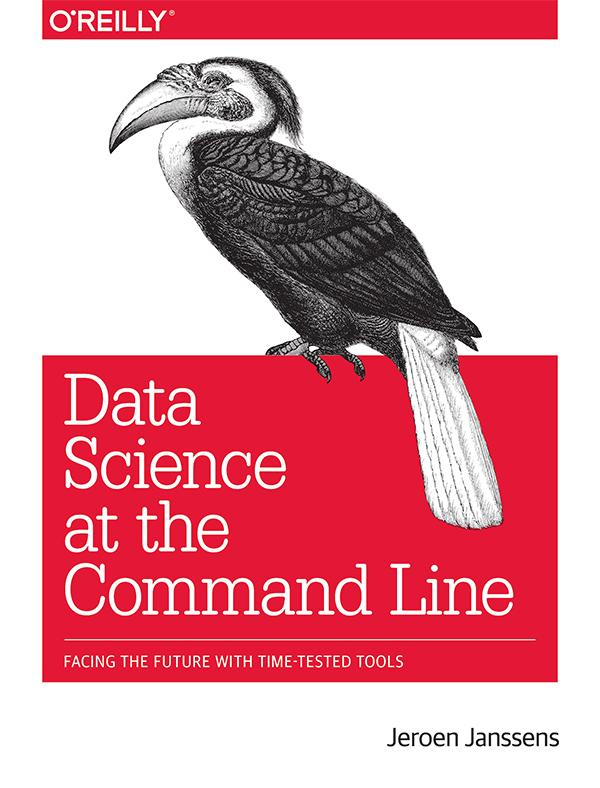 O'REILLY®
Data
Science
at the
Command Line
FACING THE FUTURE WITH TIME-TESTED TOOLS
Jeroen Janssens